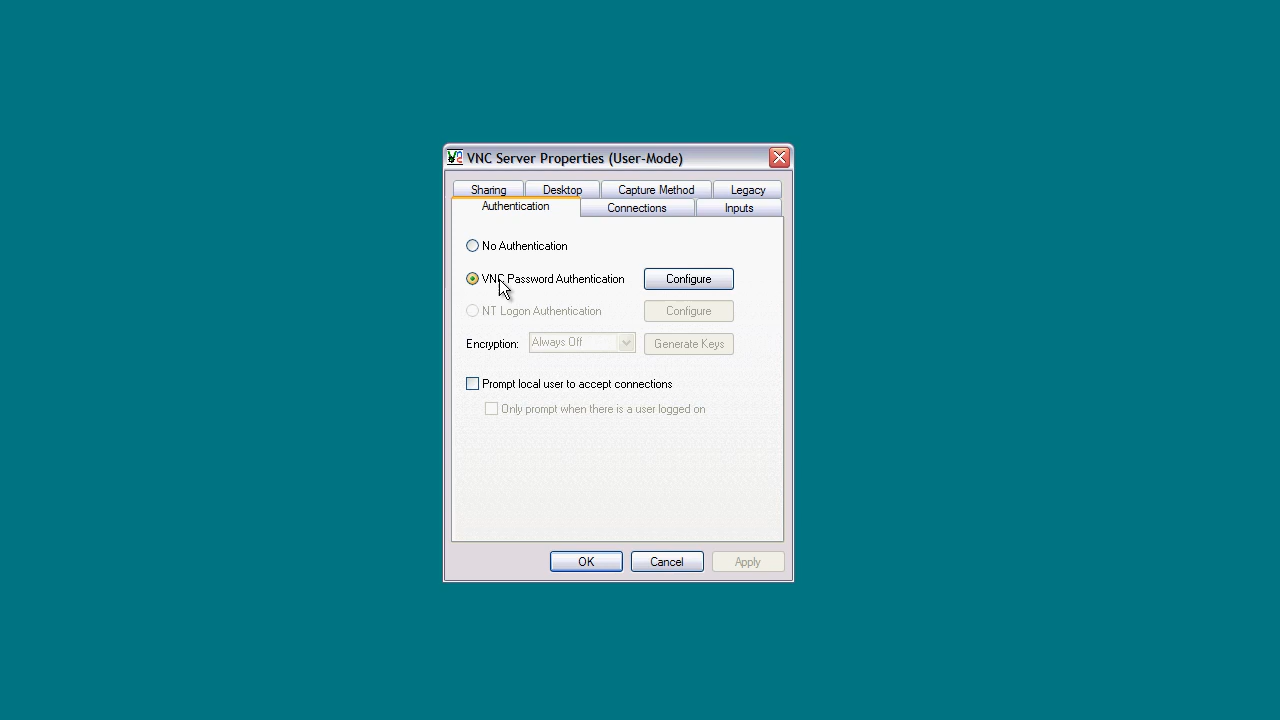 VNC Server Properties (User-Mode)
Sharing Desktop Capture Method Legacy
Authentication Connections Inputs
No Authentication
VNC Password Authentication Configure
NT Logon Authentication Configure
Encryption: Always Off Generate Keys
Prompt local user to accept connections
Only prompt when there is a user logged on
OK Cancel Apply